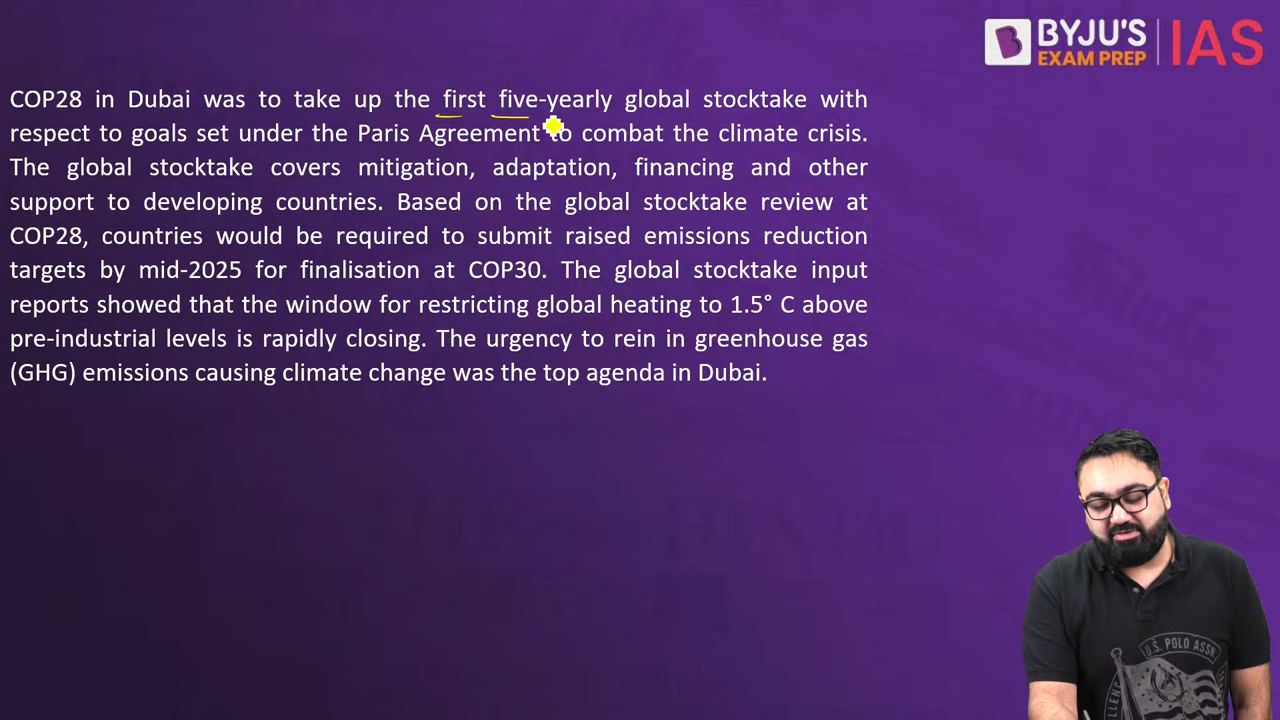 BYJU'S
EXAM PREP
IAS
COP28 in Dubai was to take up the first five-yearly global stocktake with
respect to goals set under the Paris Agreement to combat the climate crisis.
The global stocktake covers mitigation, adaptation, financing and other
support to developing countries. Based on the global stocktake review at
COP28, countries would be required to submit raised emissions reduction
targets by mid-2025 for finalisation at COP30. The global stocktake input
reports showed that the window for restricting global heating to 1.5° C above
pre-industrial levels is rapidly closing. The urgency to rein in greenhouse gas
(GHG) emissions causing climate change was the top agenda in Dubai.
U.S. POLO ASSN.